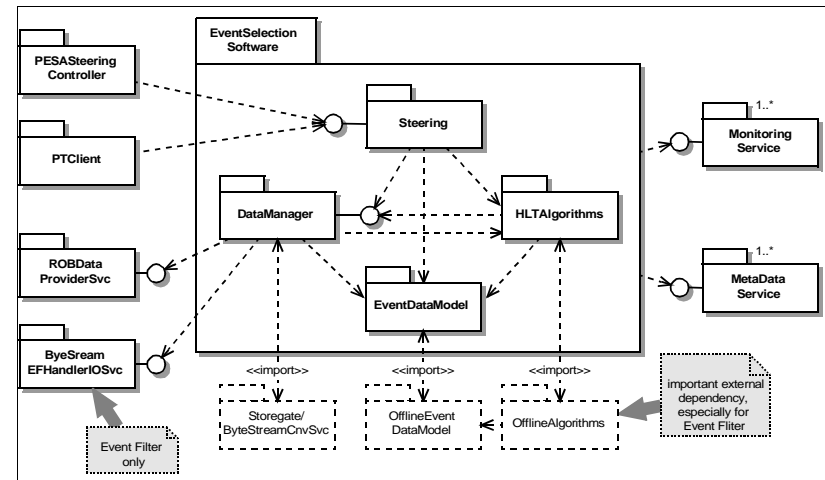 EventSelection
Software
PESASteering
Controller
Steering
1..*
Monitoring
Service
PTClient
DataManager
HLTAlgorithms
ROBData
ProviderSvc
1..*
MetaData
Service
EventDataModel
ByeSream
EFHandlerIOSvc
<<import>>
<<import>>
<<import>>
Storegate/
ByteStreamCnvSvc
OfflineEvent
DataModel
OfflineAlgorithms
important external
dependency,
especially for
Event Fliter
Event Filter
only